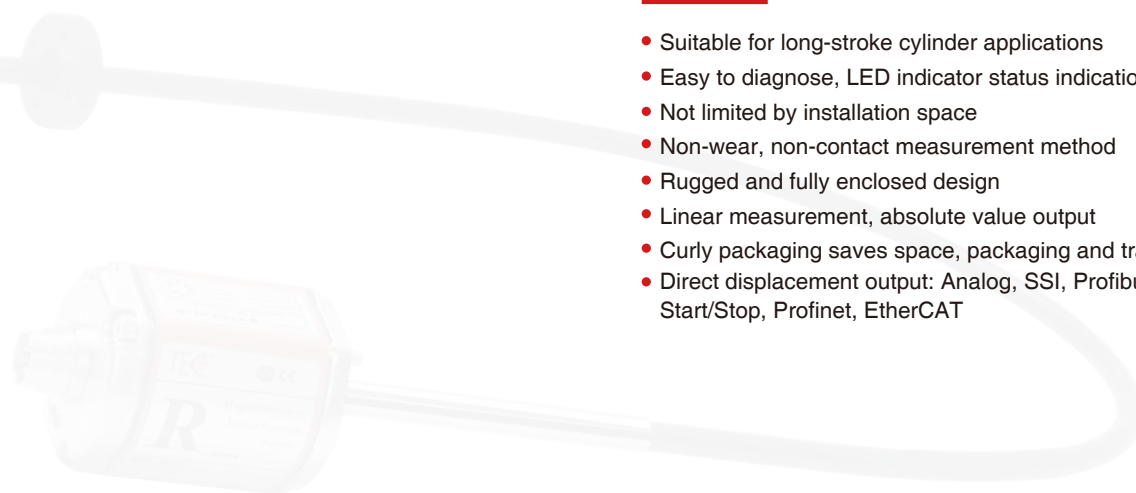 Suitable for long-stroke cylinder applications
Easy to diagnose, LED indicator status indicatio
Not limited by installation space
Non-wear, non-contact measurement method
Rugged and fully enclosed design
Linear measurement, absolute value output
Curly packaging saves space, packaging and tra
Direct displacement output: Analog, SSI, Profibu
Start/Stop, Profinet, EtherCAT
R